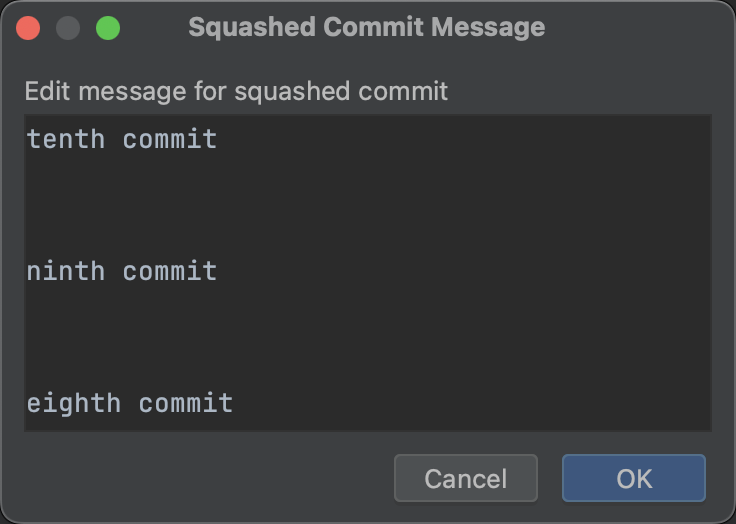 Squashed Commit Message
Edit message for squashed commit
tenth commit
ninth commit
eighth commit
Cancel
OK